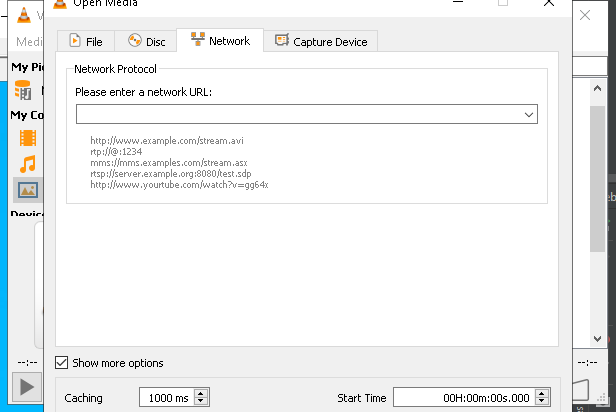 Open Media
V
Medi
File
Disc
Network
Capture Device
My Pi
My Co
Device
Network Protocol
Please enter a network URL:
http://www.example.com/stream.avi
rtp://@:1234
mms://mms.examples.com/stream.asx
rtsp://server.example.org:8080/test.sdp
http://www.yourtube.com/watch?v=gg64x
--:--
--:--
Show more options
Caching
1000 ms
Start Time
00H:00m:00s.000